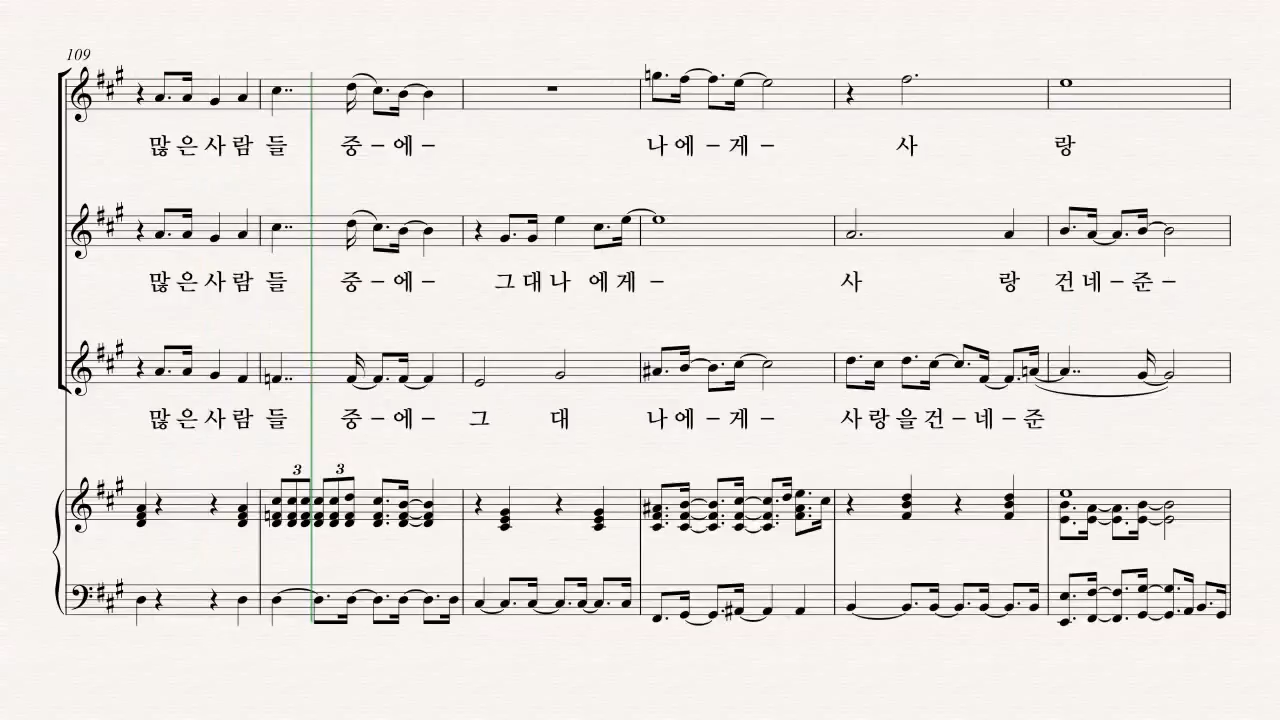 109
많은사람 들 중–에– 나에–게– 사 랑
많은사람 들 중–에– 그대나 에게– 사 랑 건네–준–
많은사람 들 중–에– 그 대 나에–게– 사랑을건–네–준
3 3